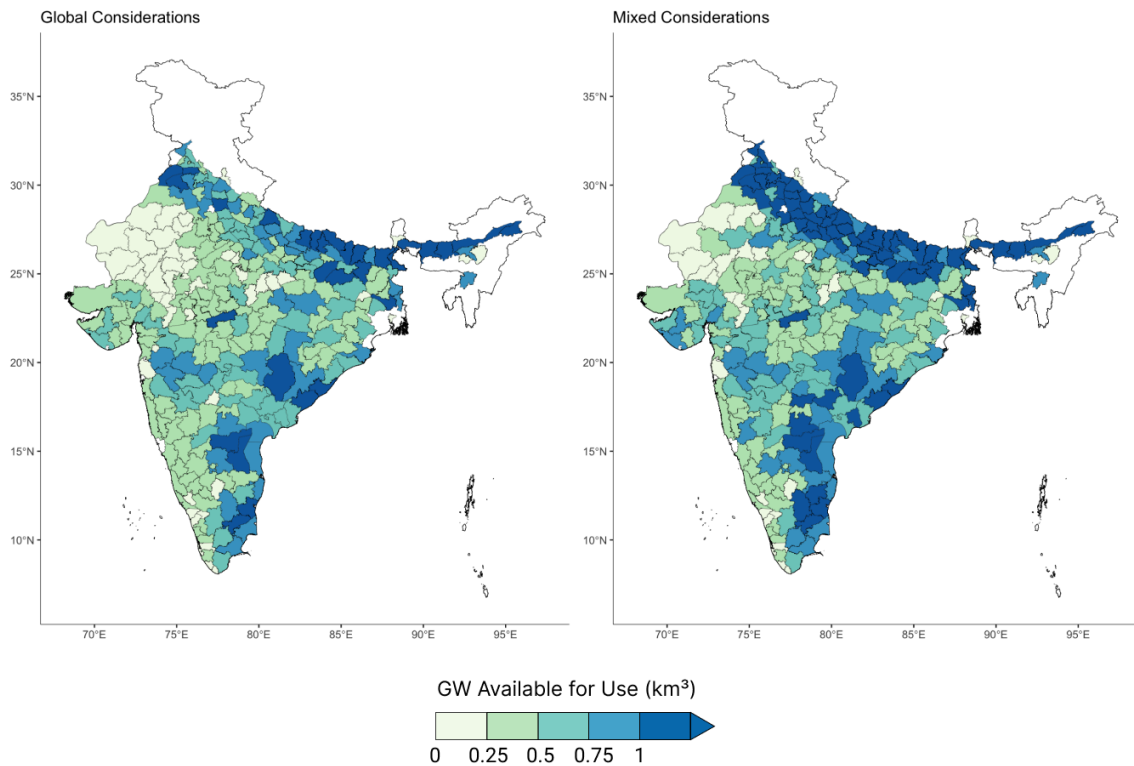 Global Considerations
Mixed Considerations
35°N
30°N
25°N
20°N
15°N
10°N
70°E 75°E 80°E 85°E 90°E 95°E
35°N
30°N
25°N
20°N
15°N
10°N
70°E 75°E 80°E 85°E 90°E 95°E
GW Available for Use (km³)
0 0.25 0.5 0.75 1